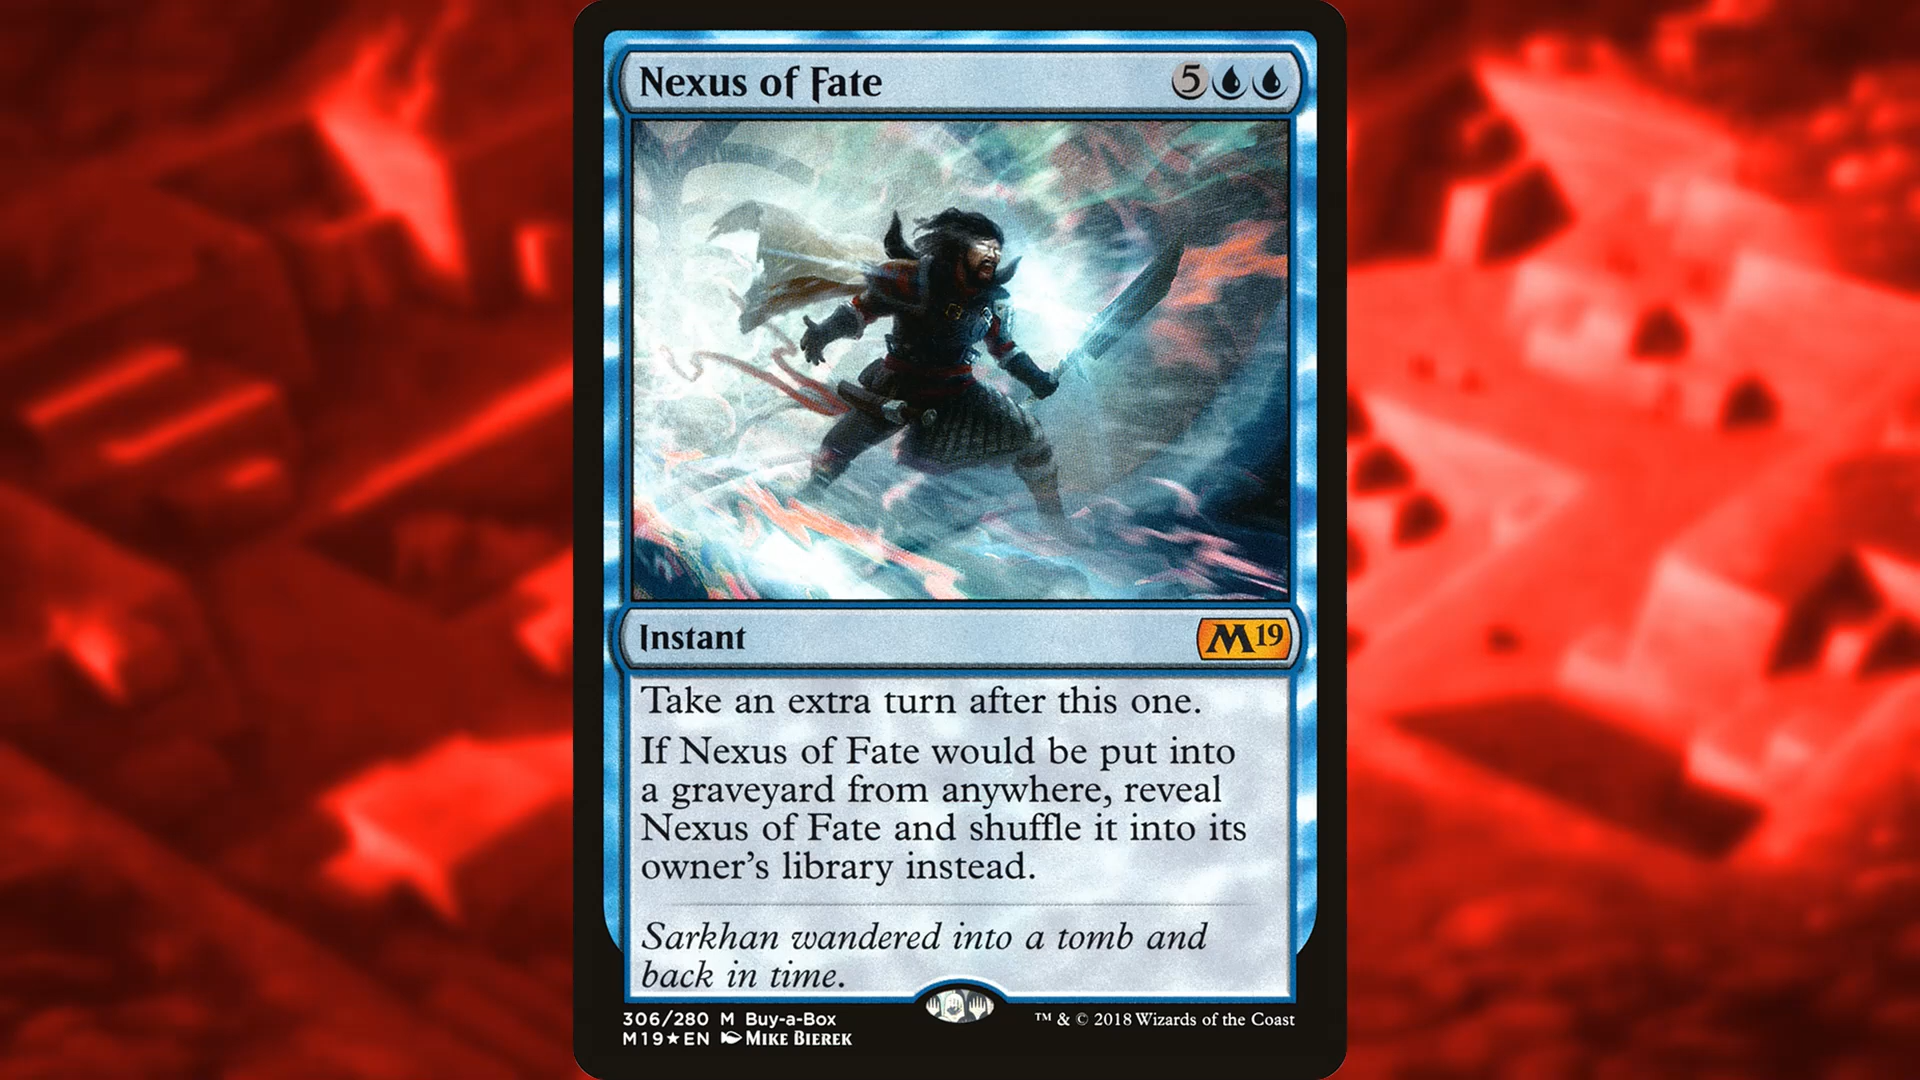 Nexus of Fate 5
Instant M19
Take an extra turn after this one.
If Nexus of Fate would be put into
a graveyard from anywhere, reveal
Nexus of Fate and shuffle it into its
owner's library instead.
Sarkhan wandered into a tomb and
back in time.
306/280 M Buy-a-Box
M19★EN Mike Bierek
™ & © 2018 Wizards of the Coast